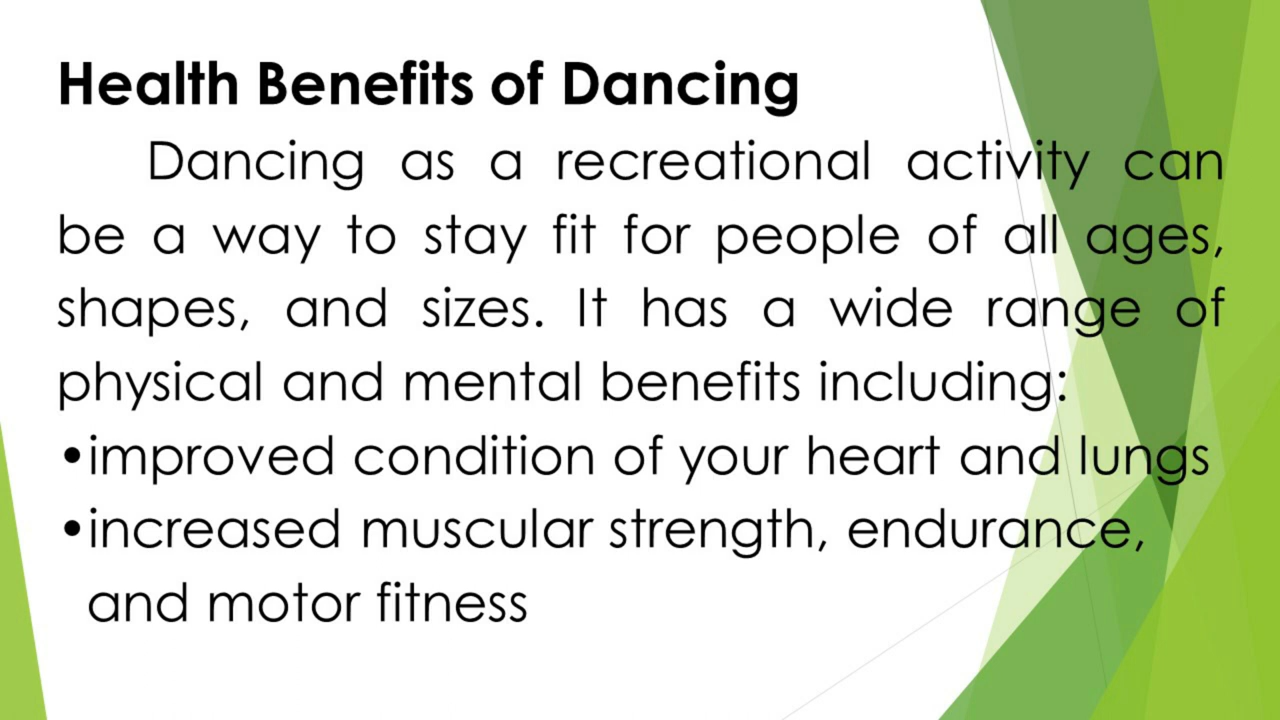 Health Benefits of Dancing
Dancing as a recreational activity can
be a way to stay fit for people of all ages,
shapes, and sizes. It has a wide range of
physical and mental benefits including:
•improved condition of your heart and lungs
•increased muscular strength, endurance,
and motor fitness